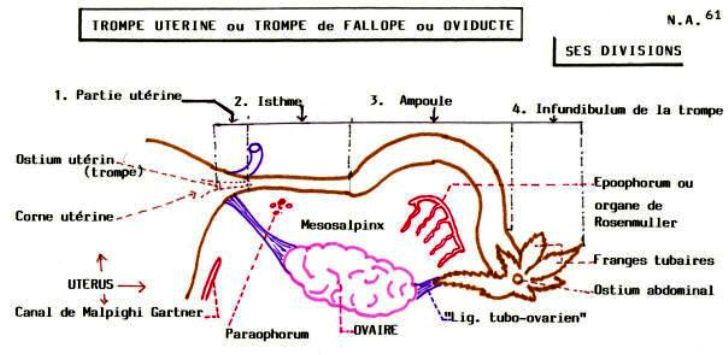 TROMPE UTERINE ou TROMPE de FALLOPE ou OVIDUCTE
N.A. 61
SES DIVISIONS
1. Partie utérine
2. Isthme
3. Ampoule
4. Infundibulum de la trompe
Ostium utérin
(trompe)
Corne utérine
Mesosalpinx
Epoophorum ou
organe de
Rosenmuller
Franges tubaires
UTERUS
Ostium abdominal
Canal de Malpighi Gartner
Paraophorum
OVAIRE
"Lig. tubo-ovarien"